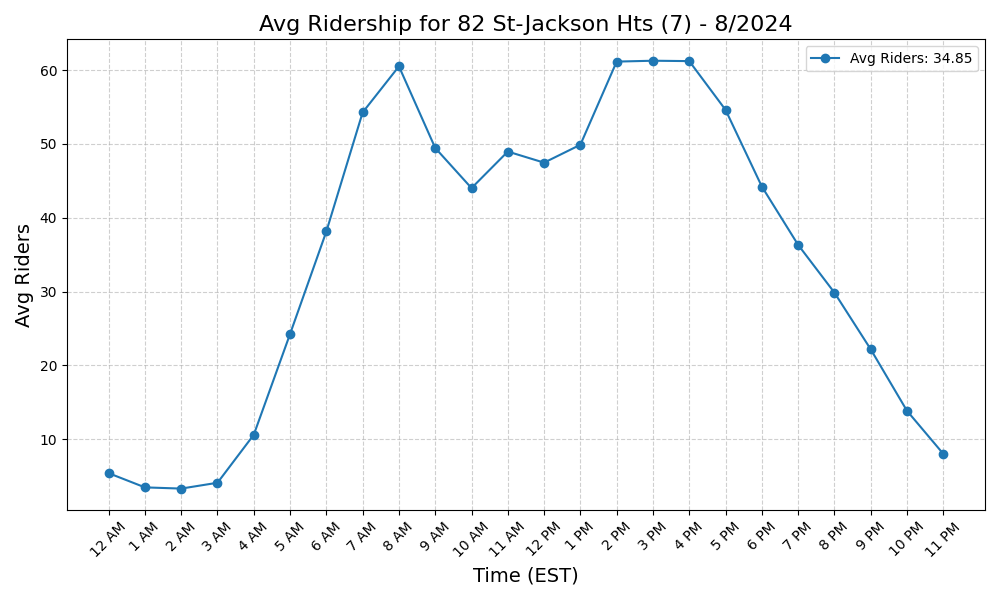 Avg Ridership for 82 St-Jackson Hts (7) - 8/2024
Avg Riders: 34.85
Avg Riders
60
50
40
30
20
10
12 AM
1 AM
2 AM
3 AM
4 AM
5 AM
6 AM
7 AM
8 AM
9 AM
10 AM
11 AM
12 PM
1 PM
2 PM
3 PM
4 PM
5 PM
6 PM
7 PM
8 PM
9 PM
10 PM
11 PM
Time (EST)